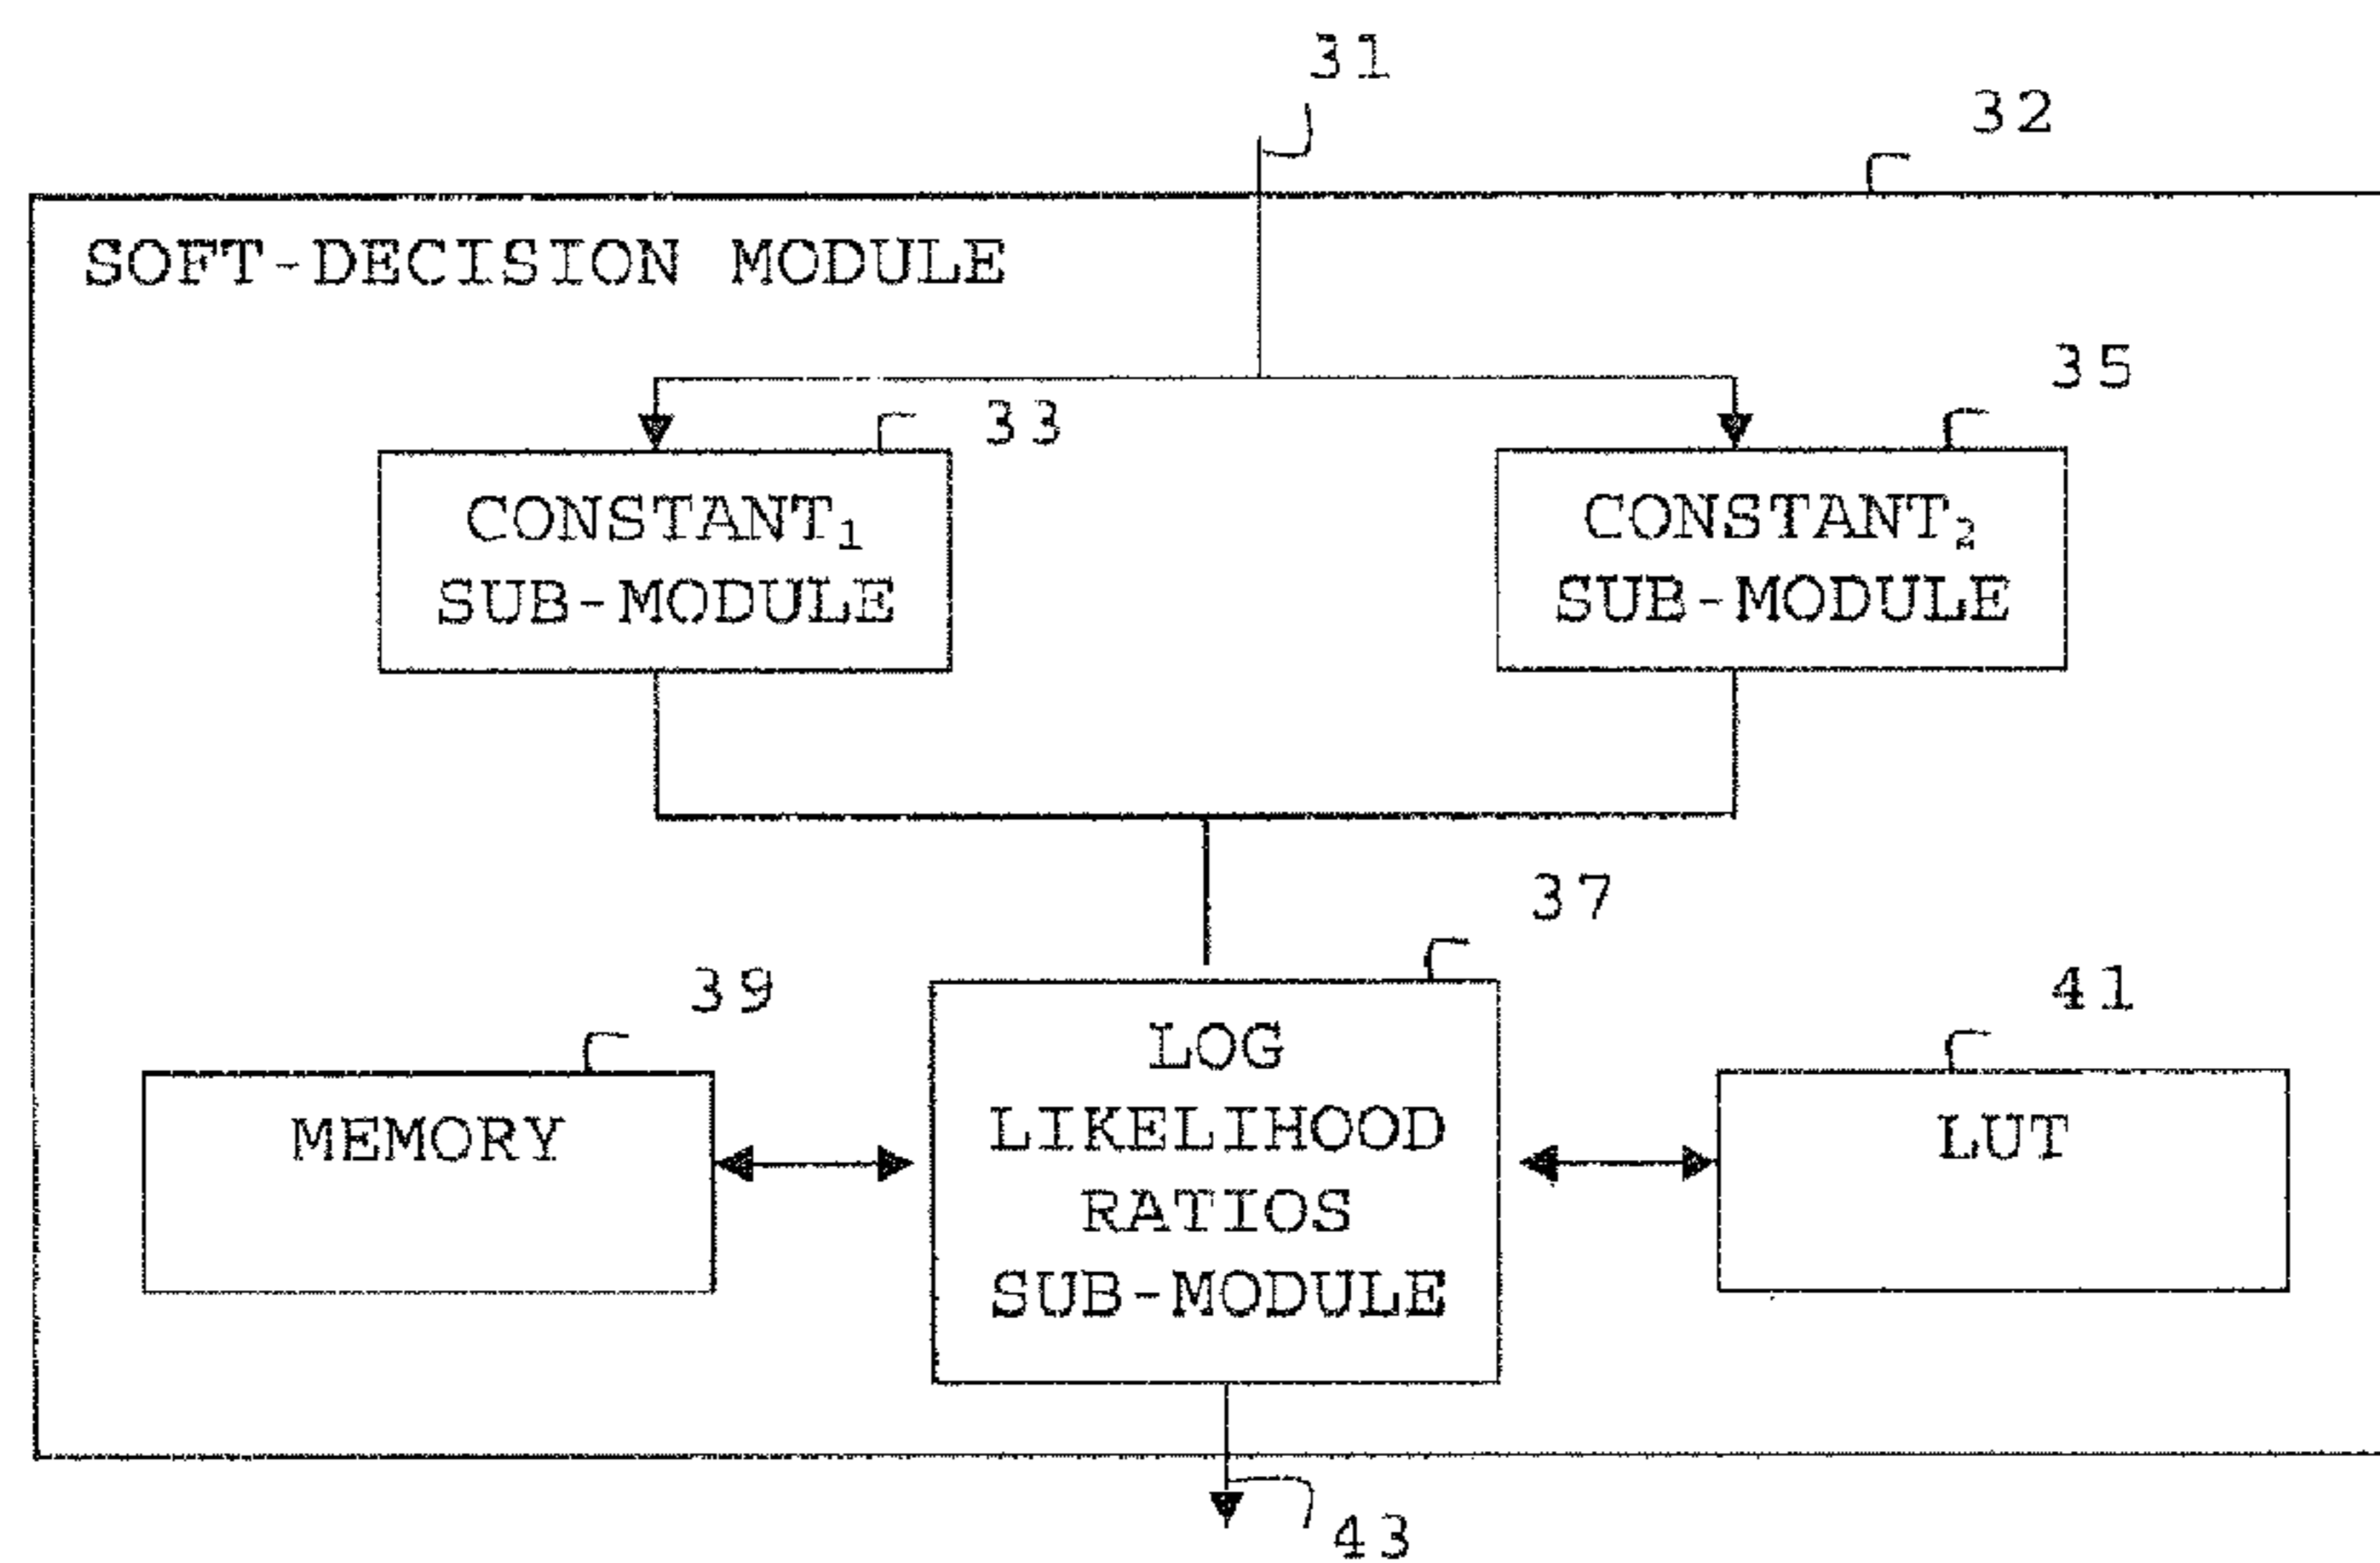 31
32
SOFT-DECISION MODULE
35
33
CONSTANT₁
SUB-MODULE
CONSTANT₂
SUB-MODULE
37
39
41
LOG
LIKELIHOOD
RATIOS
SUB-MODULE
MEMORY
LUT
43